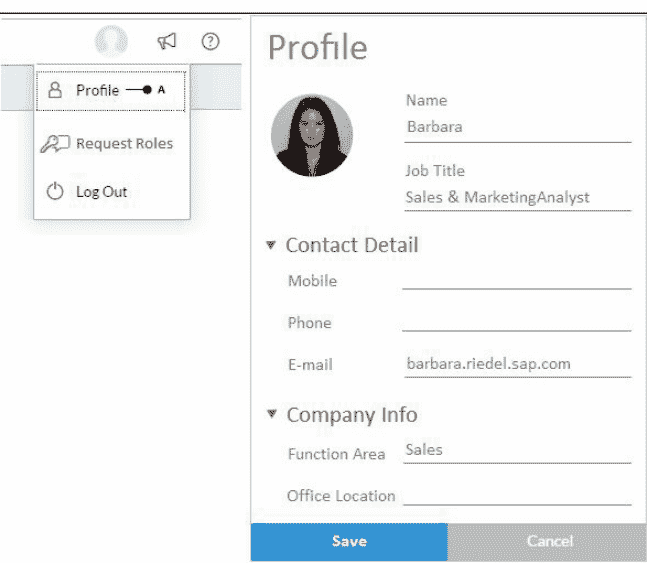 Profile A
Request Roles
Log Out
Profile
Name
Barbara
Job Title
Sales & MarketingAnalyst
Contact Detail
Mobile
Phone
E-mail barbara.riedel.sap.com
Company Info
Function Area Sales
Office Location
Save Cancel